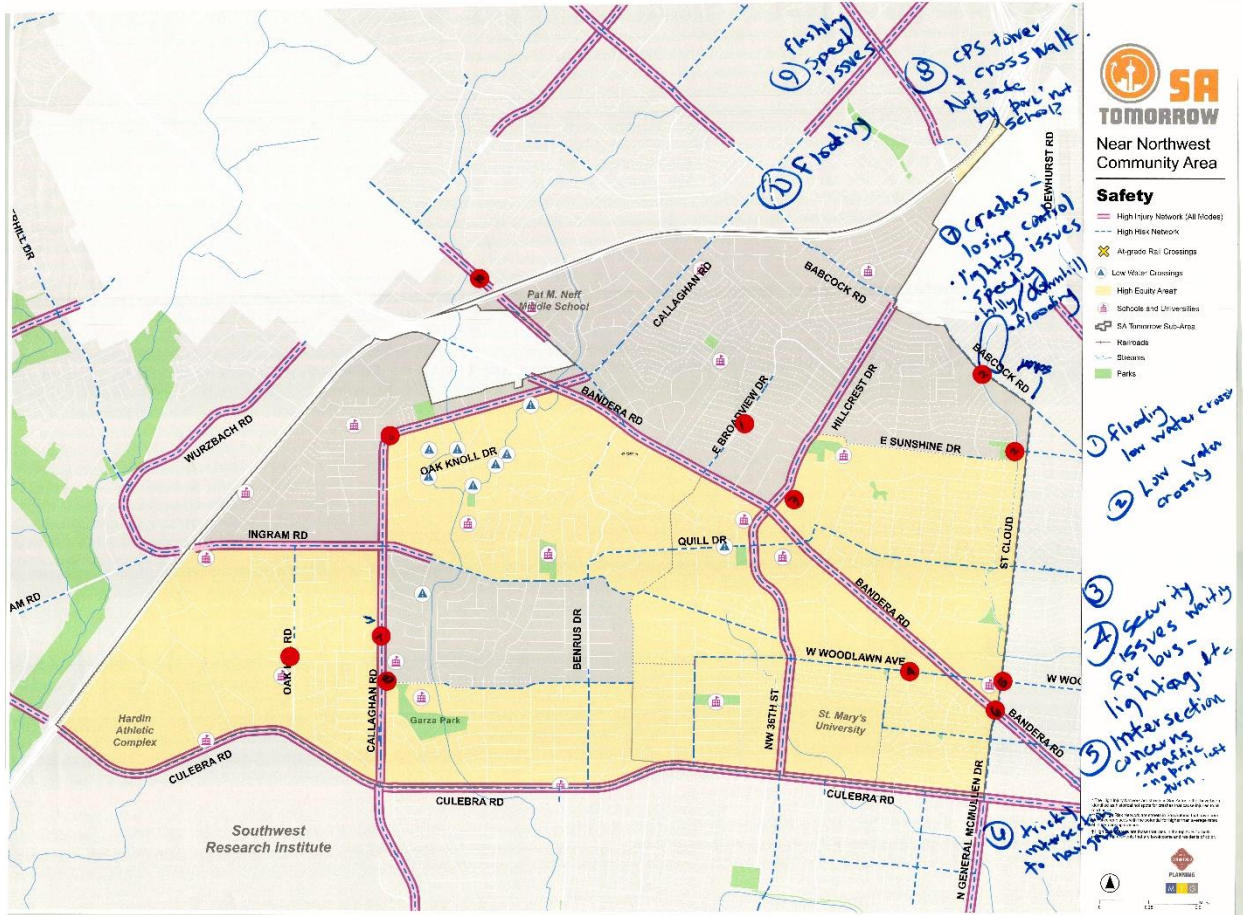 flashing
⑨ speed
issues
⑧ CPS tower
+ crosswalk
Not safe
by park not
school?
⑩ flooding
SA
TOMORROW
Near Northwest
Community Area
Safety
High Injury Network (All Modes)
High Risk Network
At-grade Rail Crossings
Low Water Crossings
High Equity Area†
Schools and Universities
SA Tomorrow Sub-Area
Railroads
Streams
Parks
DEWHURST RD
⑦ crashes -
losing control
· lighting issues
· speeding
· hilly/downhill
· flooding
BABCOCK RD
CALLAGHAN RD
Pat M. Neff
Middle School
BABCOCK RD
HILLCREST DR
BANDERA RD
E BROADVIEW DR
WURZBACH RD
OAK KNOLL DR
E SUNSHINE DR
① flooding
low water cross
② Low water
crossing
INGRAM RD
QUILL DR
ST CLOUD
AM RD
BANDERA RD
BENRUS DR
③
④ security
issues waiting
for bus -
lighting, etc
W WOODLAWN AVE
W WOO
OAK
RD
CALLAGHAN RD
Garza Park
NW 36TH ST
St. Mary's
University
BANDERA RD
Hardin
Athletic
Complex
⑤ Intersection
concerns
· traffic
· no prot left
turn
CULEBRA RD
CULEBRA RD
CULEBRA RD
N GENERAL MCMULLEN DR
⑥ tricky
intersection
to navigate
Southwest
Research Institute
PLANNING
M I G